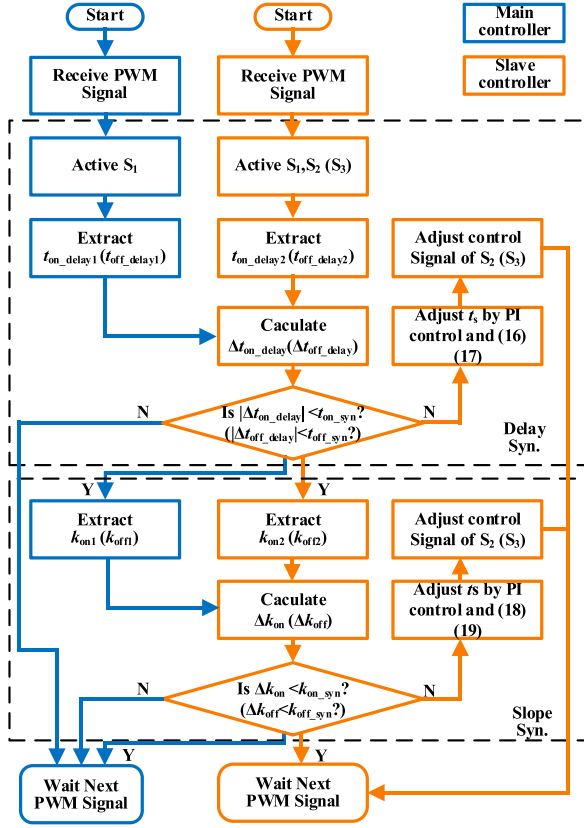 Start
Start
Main
controller
Slave
controller
Receive PWM
Signal
Receive PWM
Signal
Active S1
Active S1,S2 (S3)
Extract
ton_delay1(toff_delay1)
Extract
ton_delay2(toff_delay2)
Adjust control
Signal of S2 (S3)
Caculate
Δton_delay(Δtoff_delay)
Adjust ts by PI
control and (16)
(17)
N
Is |Δton_delay| <ton_syn?
(|Δtoff_delay|<toff_syn?)
N
Delay
Syn.
Y
Y
Extract
kon1 (koff1)
Extract
kon2 (koff2)
Adjust control
Signal of S2 (S3)
Caculate
Δkon (Δkoff)
Adjust ts by PI
control and (18)
(19)
N
Is Δkon <kon_syn?
(Δkoff<koff_syn?)
N
Slope
Syn.
Y
Y
Wait Next
PWM Signal
Wait Next
PWM Signal